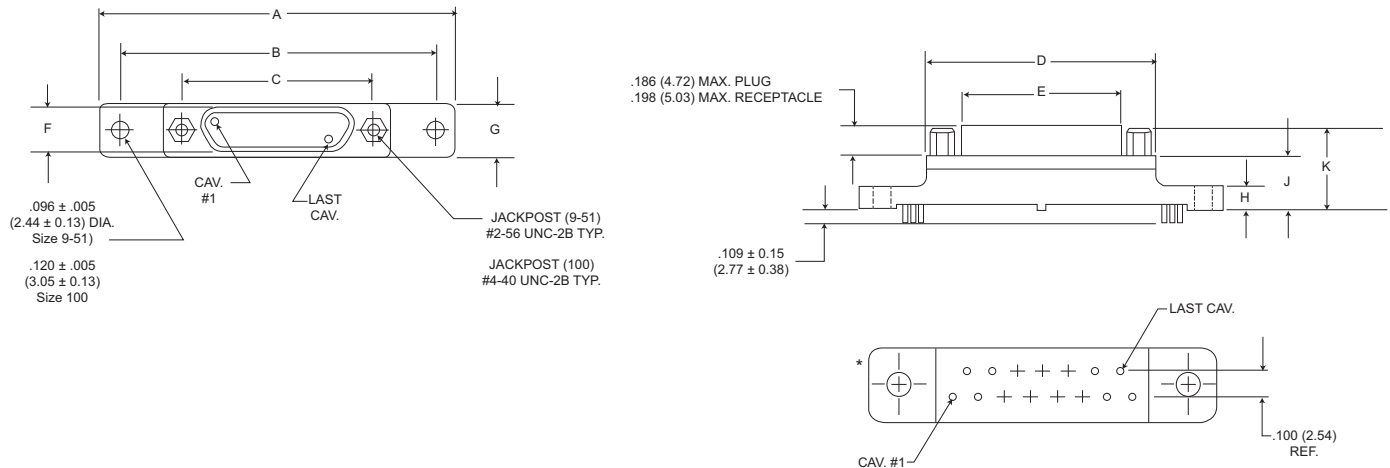 A
B
C
F
G
CAV.
#1
LAST
CAV.
.096 ± .005
(2.44 ± 0.13) DIA.
Size 9-51)
.120 ± .005
(3.05 ± 0.13)
Size 100
JACKPOST (9-51)
#2-56 UNC-2B TYP.
JACKPOST (100)
#4-40 UNC-2B TYP.
.186 (4.72) MAX. PLUG
.198 (5.03) MAX. RECEPTACLE
D
E
K
J
H
.109 ± 0.15
(2.77 ± 0.38)
LAST CAV.
*
CAV. #1
.100 (2.54)
REF.